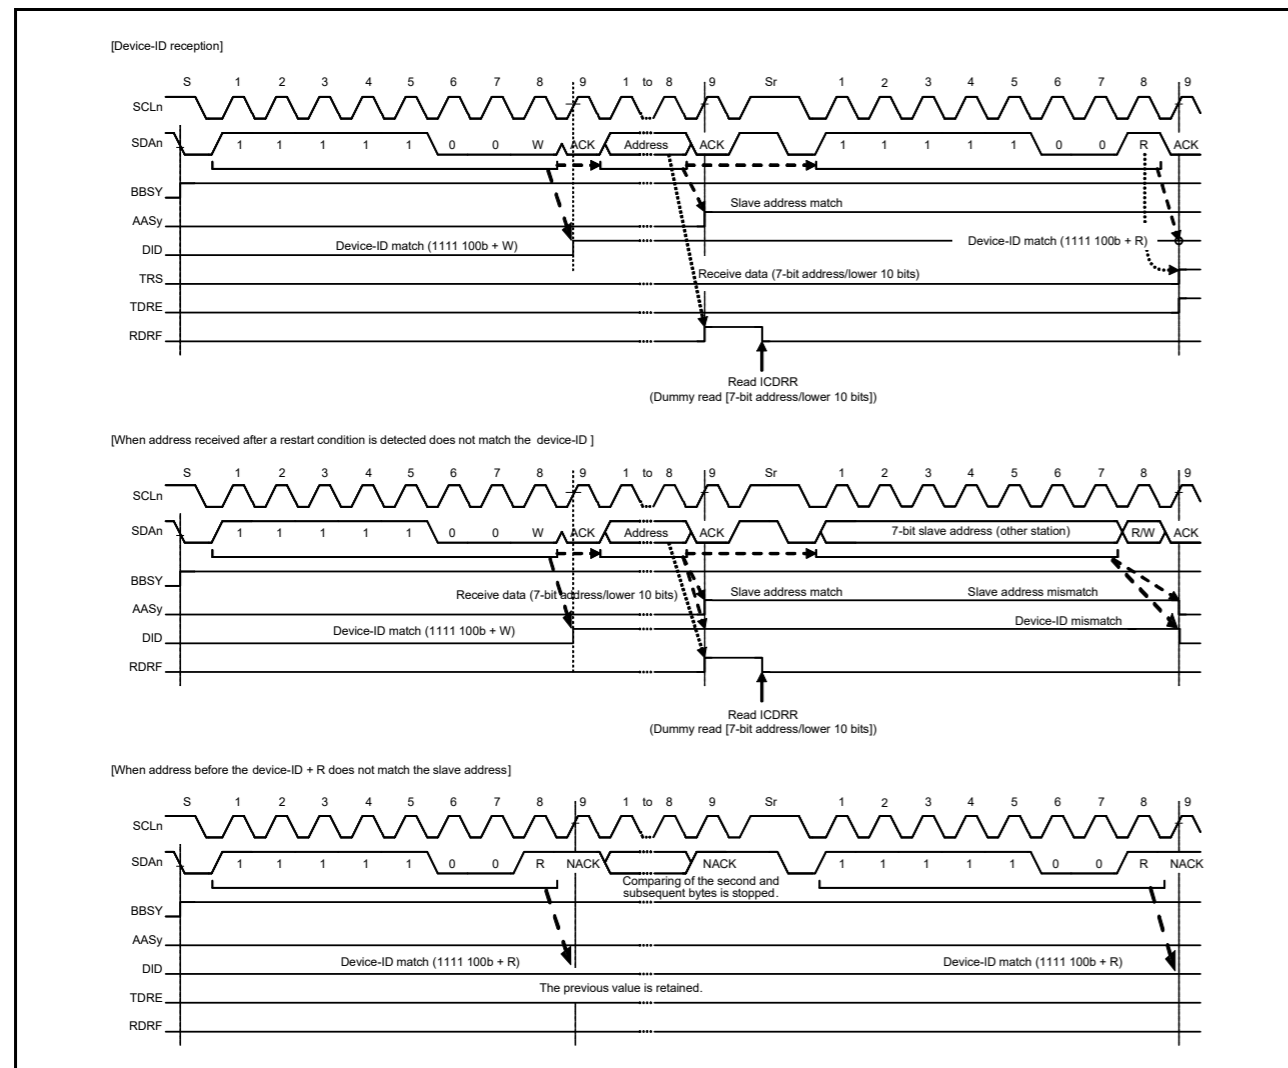 [Device-ID reception]
S 1 2 3 4 5 6 7 8 9 1 to 8 9 Sr 1 2 3 4 5 6 7 8 9
SCLn
SDAn 1 1 1 1 1 0 0 W ACK Address ACK 1 1 1 1 1 0 0 R ACK
BBSY
Slave address match
AASy
Device-ID match (1111 100b + W) Device-ID match (1111 100b + R)
DID
Receive data (7-bit address/lower 10 bits)
TRS
TDRE
RDRF
Read ICDRR
(Dummy read [7-bit address/lower 10 bits])
[When address received after a restart condition is detected does not match the device-ID ]
S 1 2 3 4 5 6 7 8 9 1 to 8 9 Sr 1 2 3 4 5 6 7 8 9
SCLn
SDAn 1 1 1 1 1 0 0 W ACK Address ACK 7-bit slave address (other station) R/W ACK
BBSY
Receive data (7-bit address/lower 10 bits) Slave address match Slave address mismatch
AASy
Device-ID match (1111 100b + W) Device-ID mismatch
DID
RDRF
Read ICDRR
(Dummy read [7-bit address/lower 10 bits])
[When address before the device-ID + R does not match the slave address]
S 1 2 3 4 5 6 7 8 9 1 to 8 9 Sr 1 2 3 4 5 6 7 8 9
SCLn
SDAn 1 1 1 1 1 0 0 R NACK NACK 1 1 1 1 1 0 0 R NACK
Comparing of the second and
subsequent bytes is stopped.
BBSY
AASy
Device-ID match (1111 100b + R) Device-ID match (1111 100b + R)
DID
The previous value is retained.
TDRE
RDRF